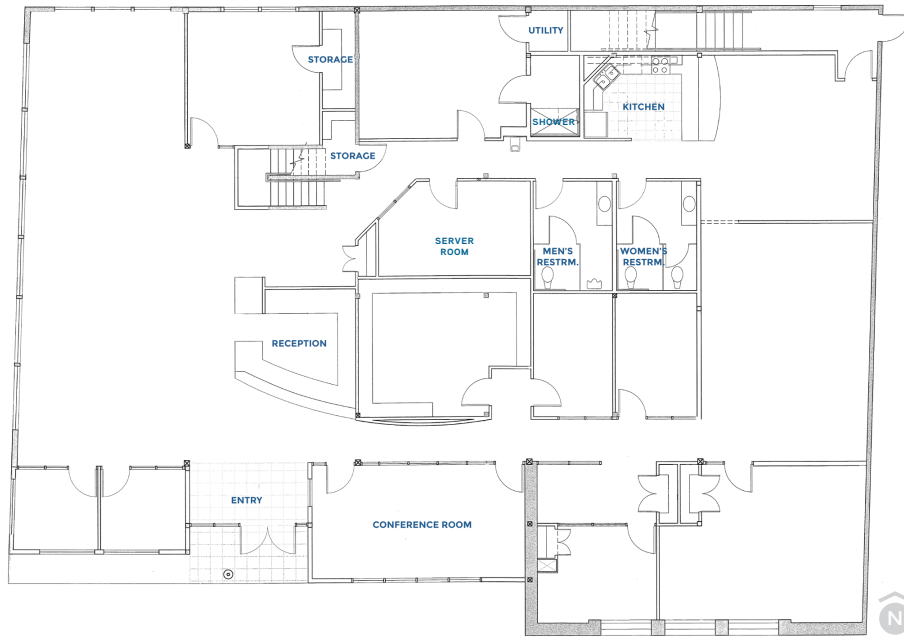 UTILITY
STORAGE
KITCHEN
SHOWER
STORAGE
SERVER
ROOM
MEN'S
RESTRM.
WOMEN'S
RESTRM.
RECEPTION
ENTRY
CONFERENCE ROOM
N